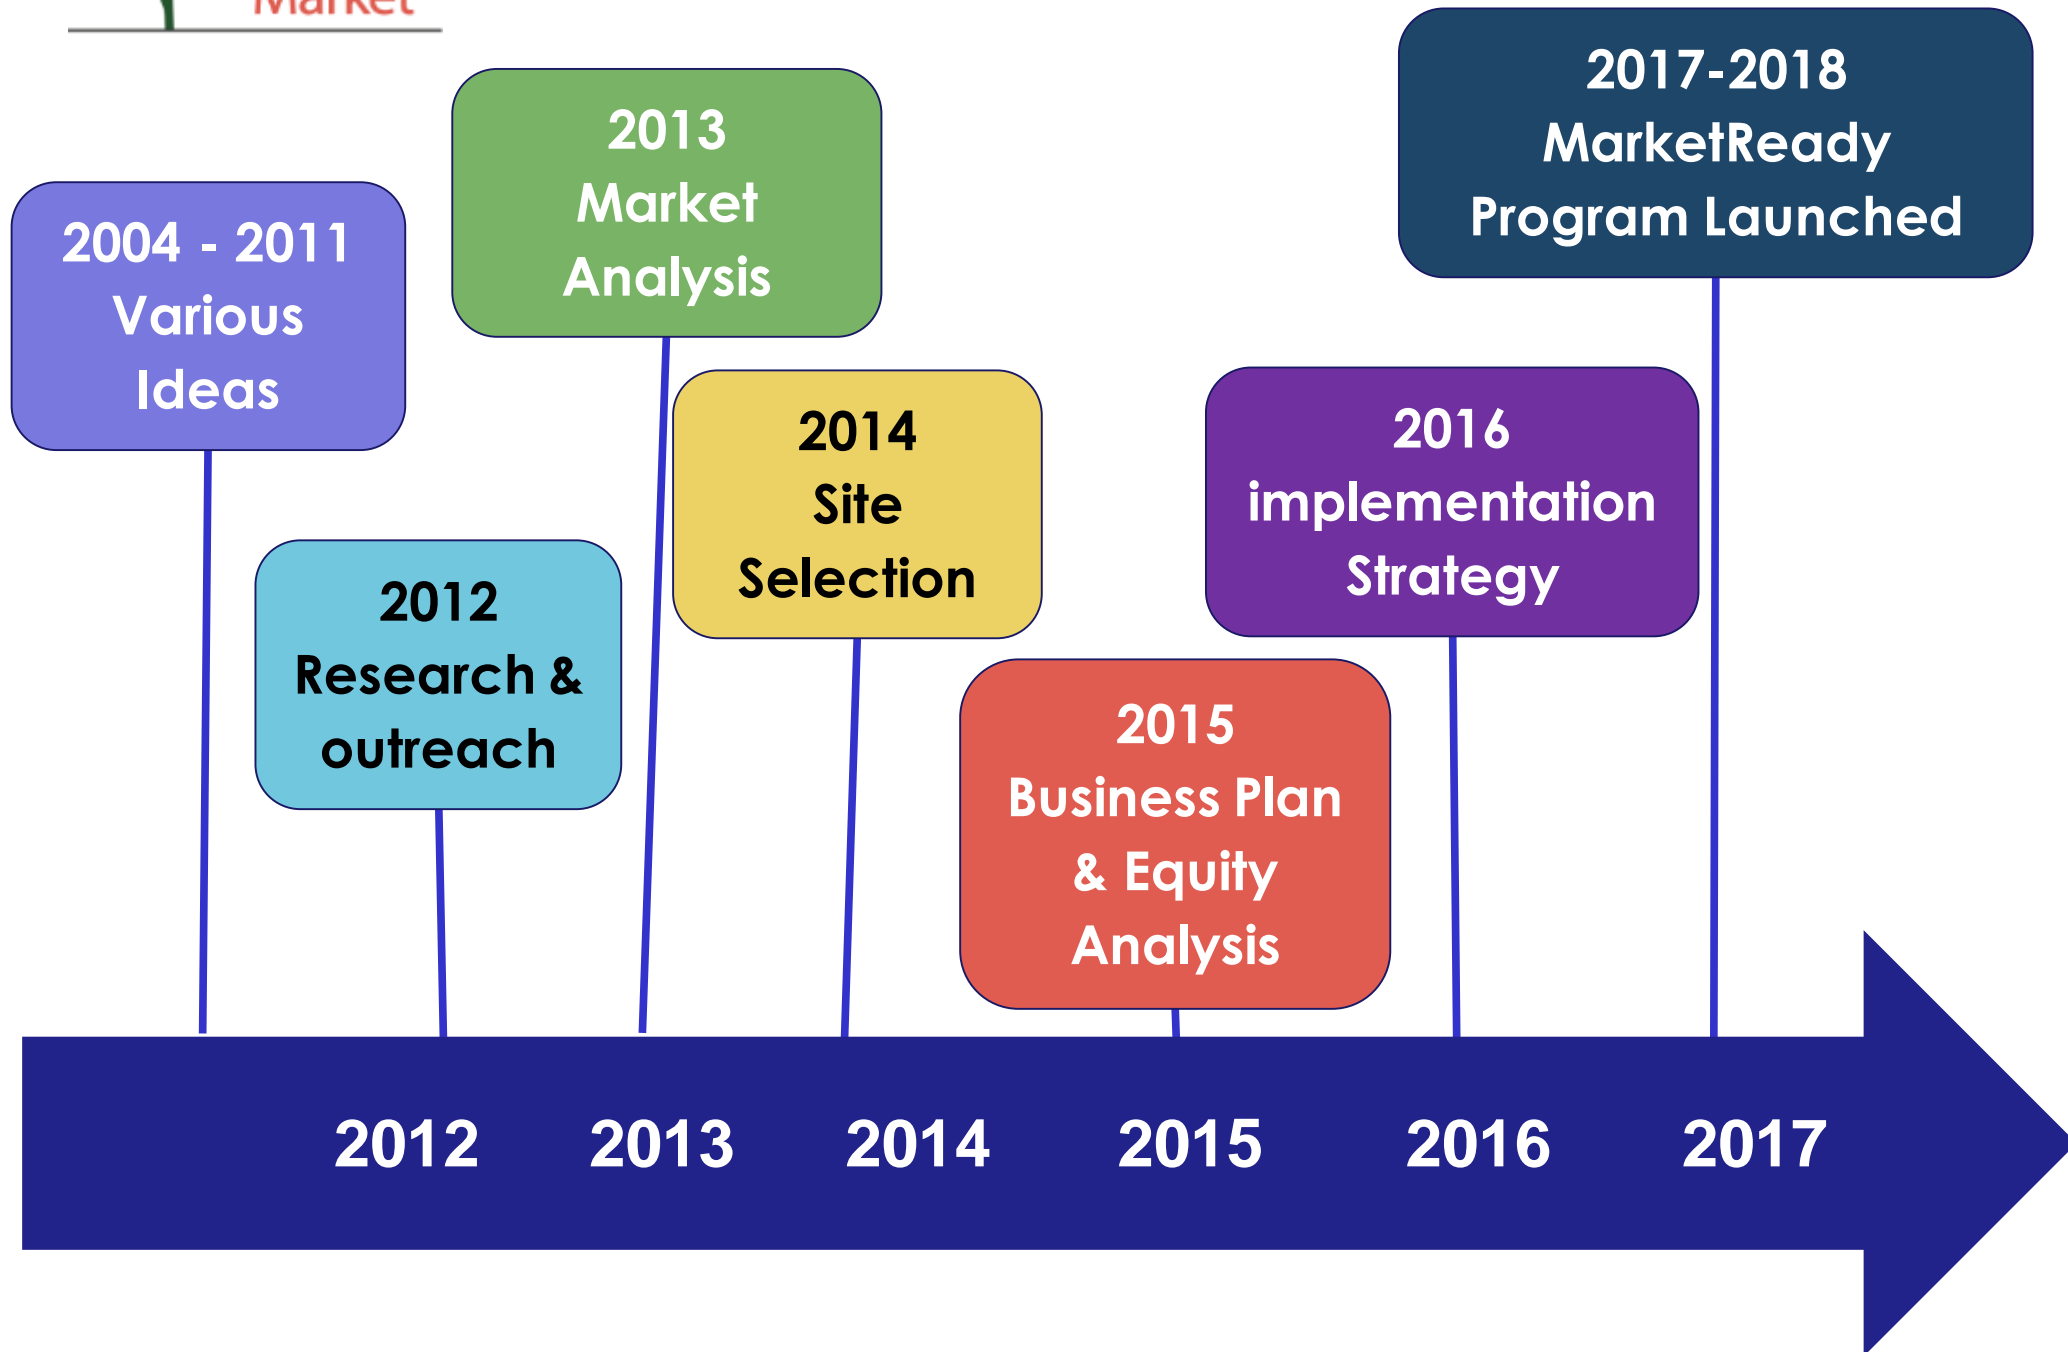 Market
2017-2018
MarketReady
Program Launched
2013
Market
Analysis
2004 - 2011
Various
Ideas
2014
Site
Selection
2016
implementation
Strategy
2012
Research &
outreach
2015
Business Plan
& Equity
Analysis
2012 2013 2014 2015 2016 2017